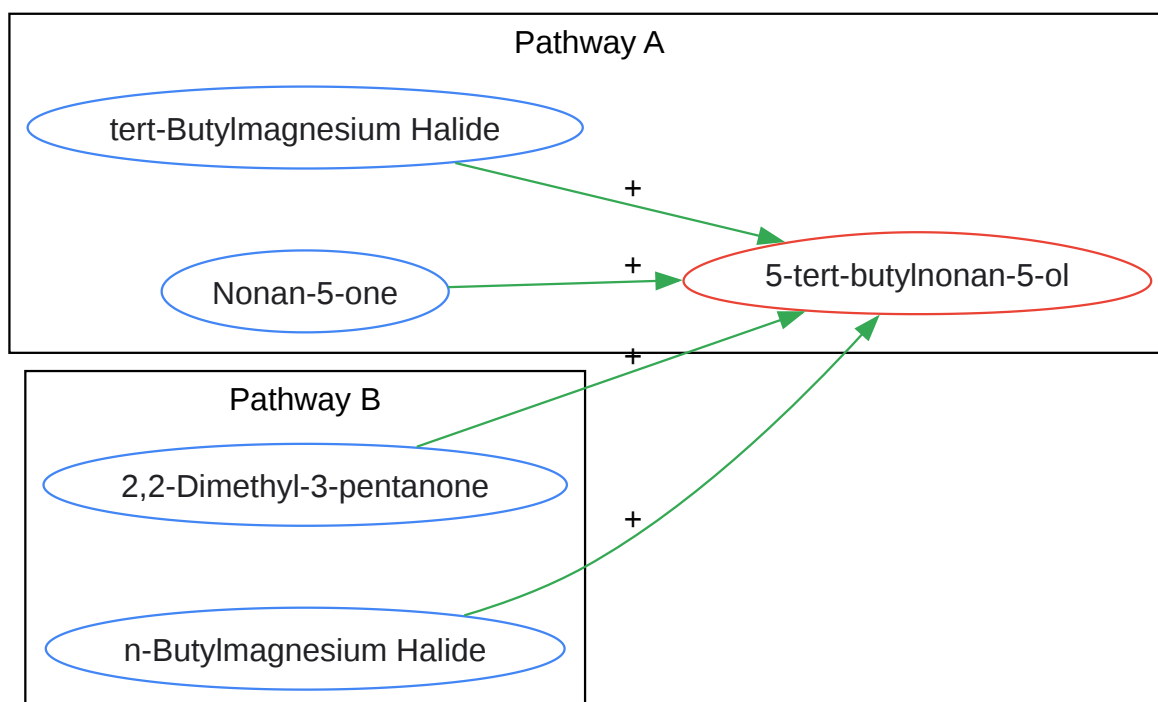 Pathway A
tert-Butylmagnesium Halide
+
+
Nonan-5-one
5-tert-butylnonan-5-ol
+
Pathway B
2,2-Dimethyl-3-pentanone
+
n-Butylmagnesium Halide